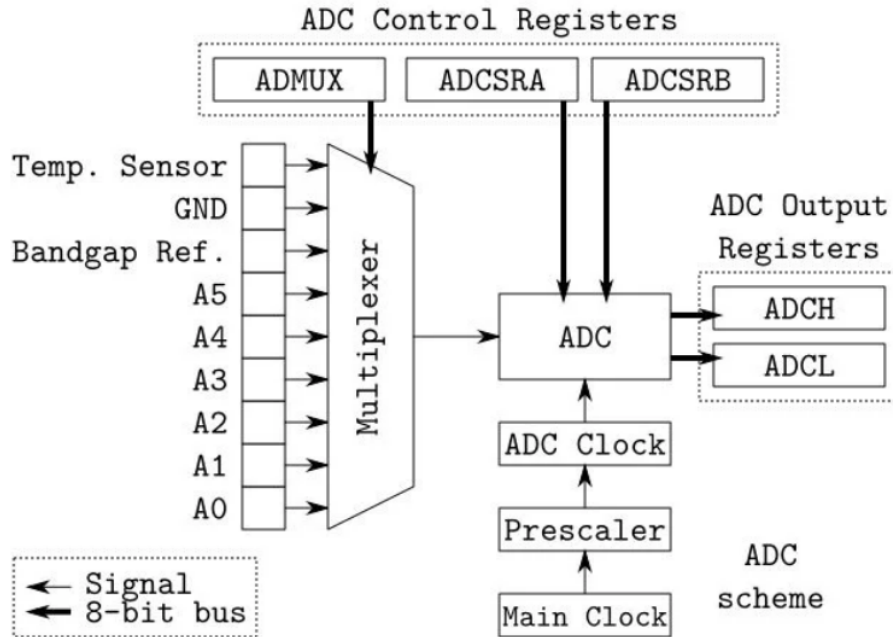 ADC Control Registers
ADMUX
ADCSRA
ADCSRB
Temp. Sensor
GND
Bandgap Ref.
A5
A4
A3
A2
A1
A0
Multiplexer
ADC
ADC Output
Registers
ADCH
ADCL
ADC Clock
Prescaler
Main Clock
Signal
8-bit bus
ADC
scheme